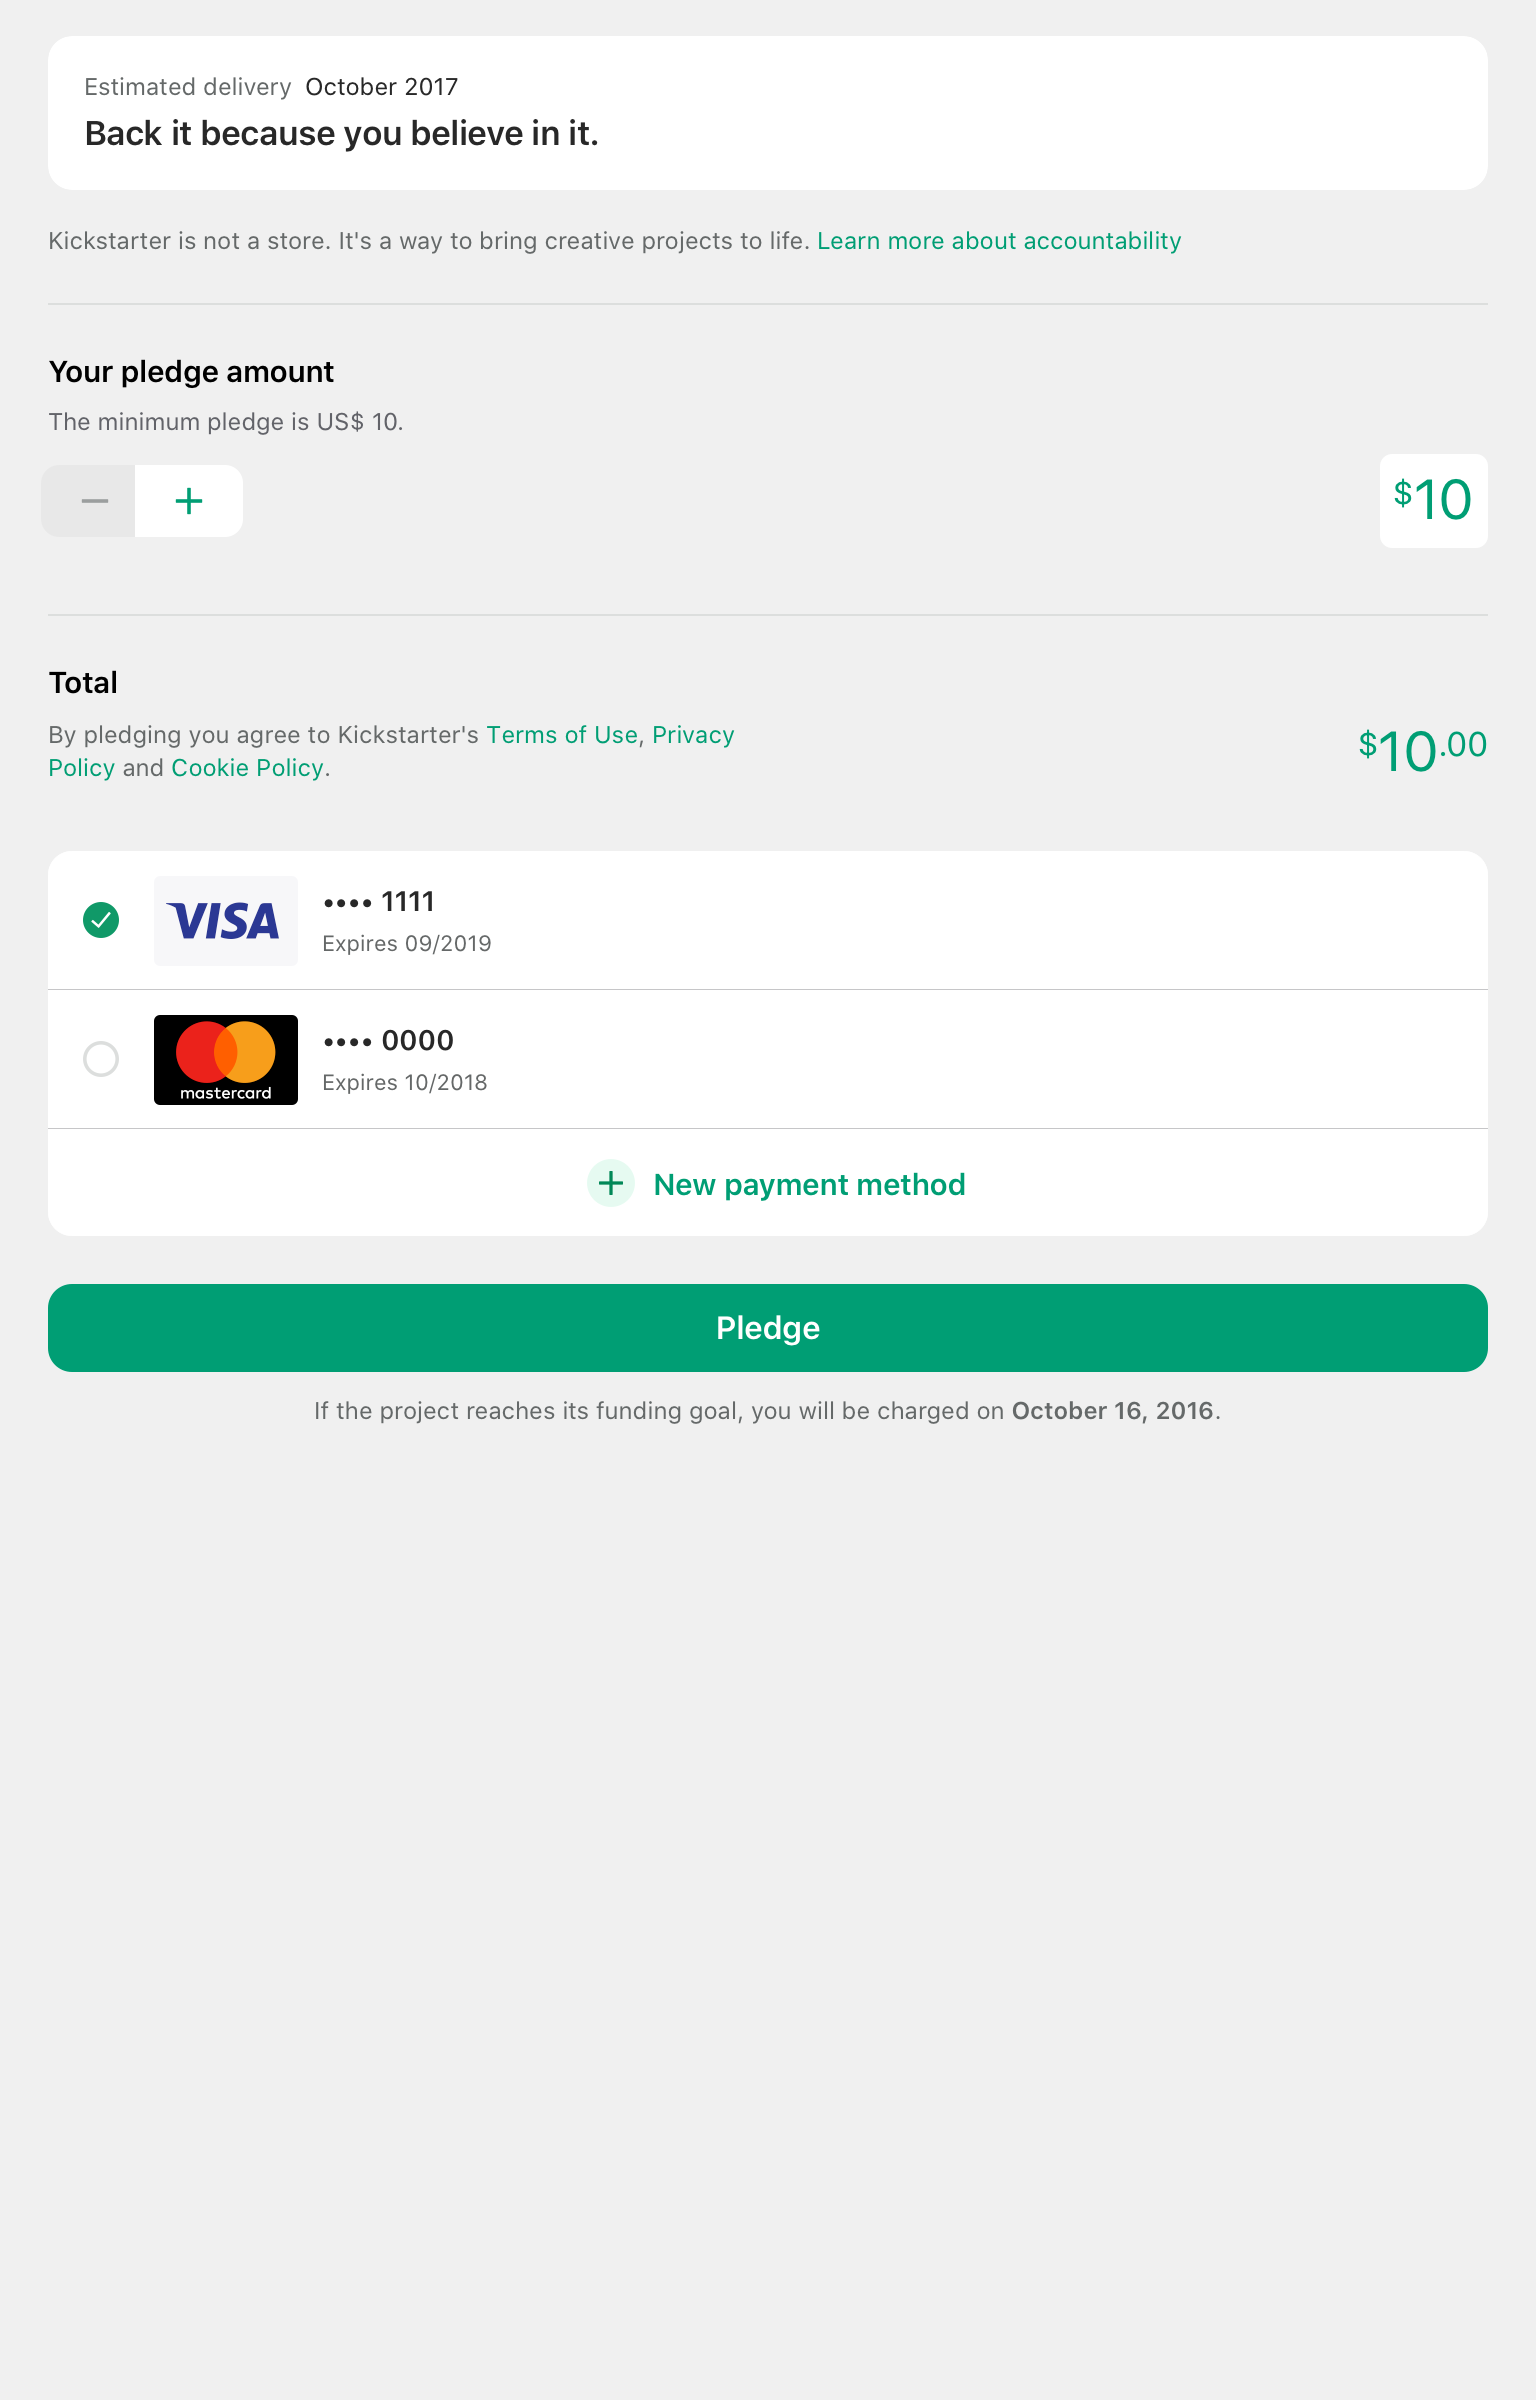 Estimated delivery October 2017
Back it because you believe in it.
Kickstarter is not a store. It's a way to bring creative projects to life. Learn more about accountability
Your pledge amount
The minimum pledge is US$ 10.
− +
$10
Total
By pledging you agree to Kickstarter's Terms of Use, Privacy
Policy and Cookie Policy.
$10.00
VISA
•••• 1111
Expires 09/2019
mastercard
•••• 0000
Expires 10/2018
+ New payment method
Pledge
If the project reaches its funding goal, you will be charged on October 16, 2016.